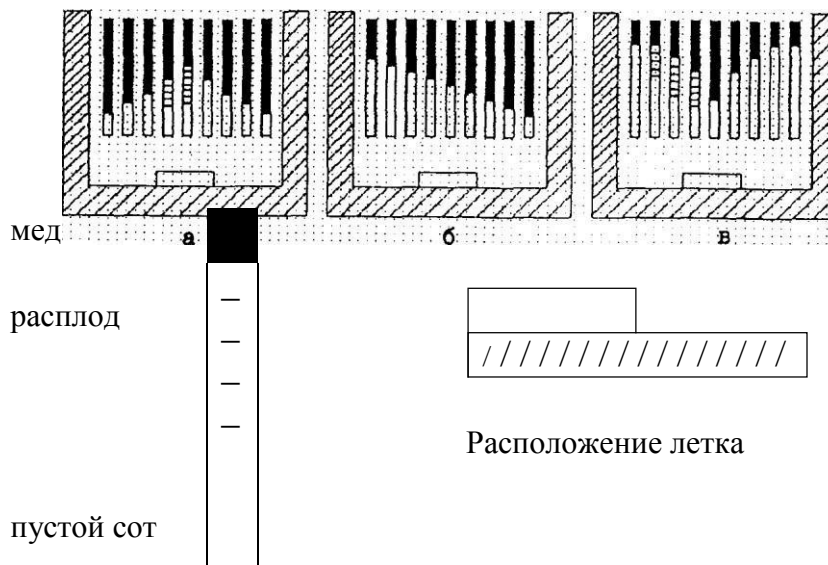 а б в
мед
расплод
Расположение летка
пустой сот